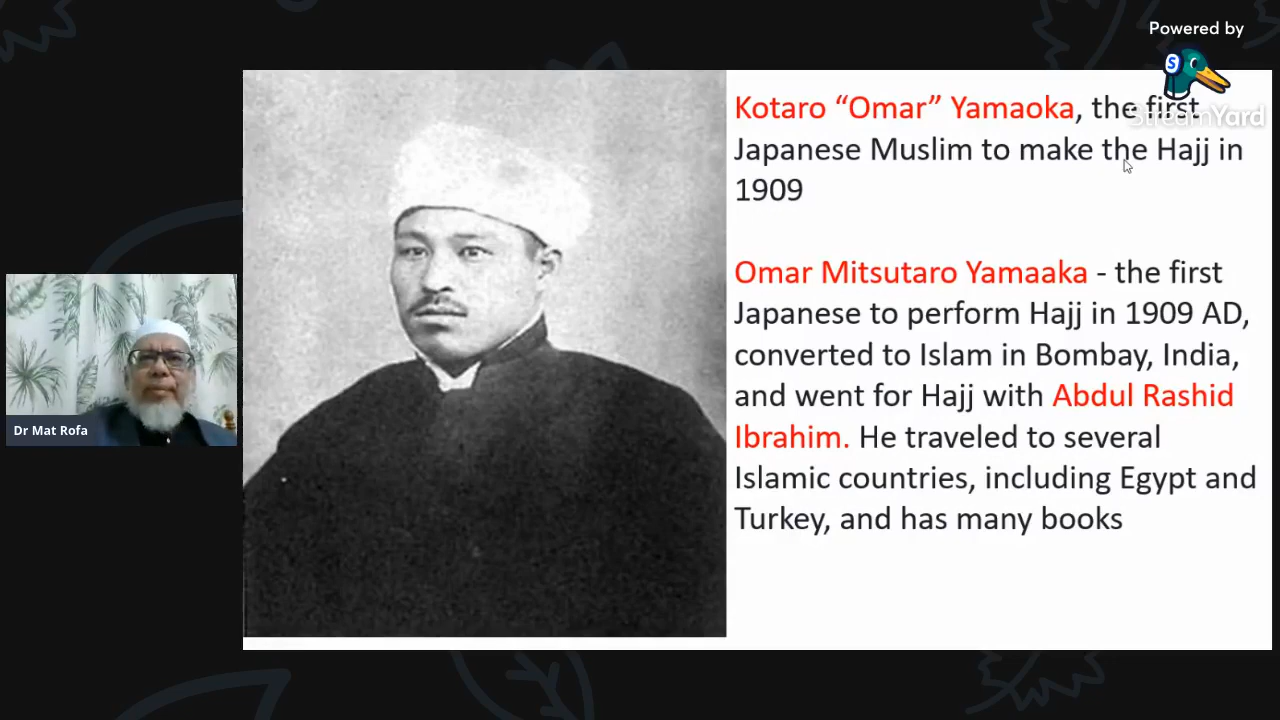 Powered by
StreamYard
Kotaro “Omar” Yamaoka, the first
Japanese Muslim to make the Hajj in
1909
Omar Mitsutaro Yamaaka - the first
Japanese to perform Hajj in 1909 AD,
converted to Islam in Bombay, India,
and went for Hajj with Abdul Rashid
Ibrahim. He traveled to several
Islamic countries, including Egypt and
Turkey, and has many books
Dr Mat Rofa